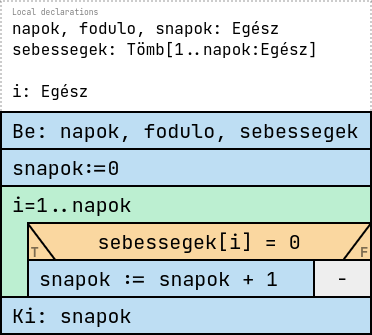 Local declarations
napok, fodulo, snapok: Egész
sebessegek: Tömb[1..napok:Egész]
i: Egész
Be: napok, fodulo, sebessegek
snapok:=0
i=1..napok
sebessegek[i] = 0
T
F
snapok := snapok + 1
-
Ki: snapok